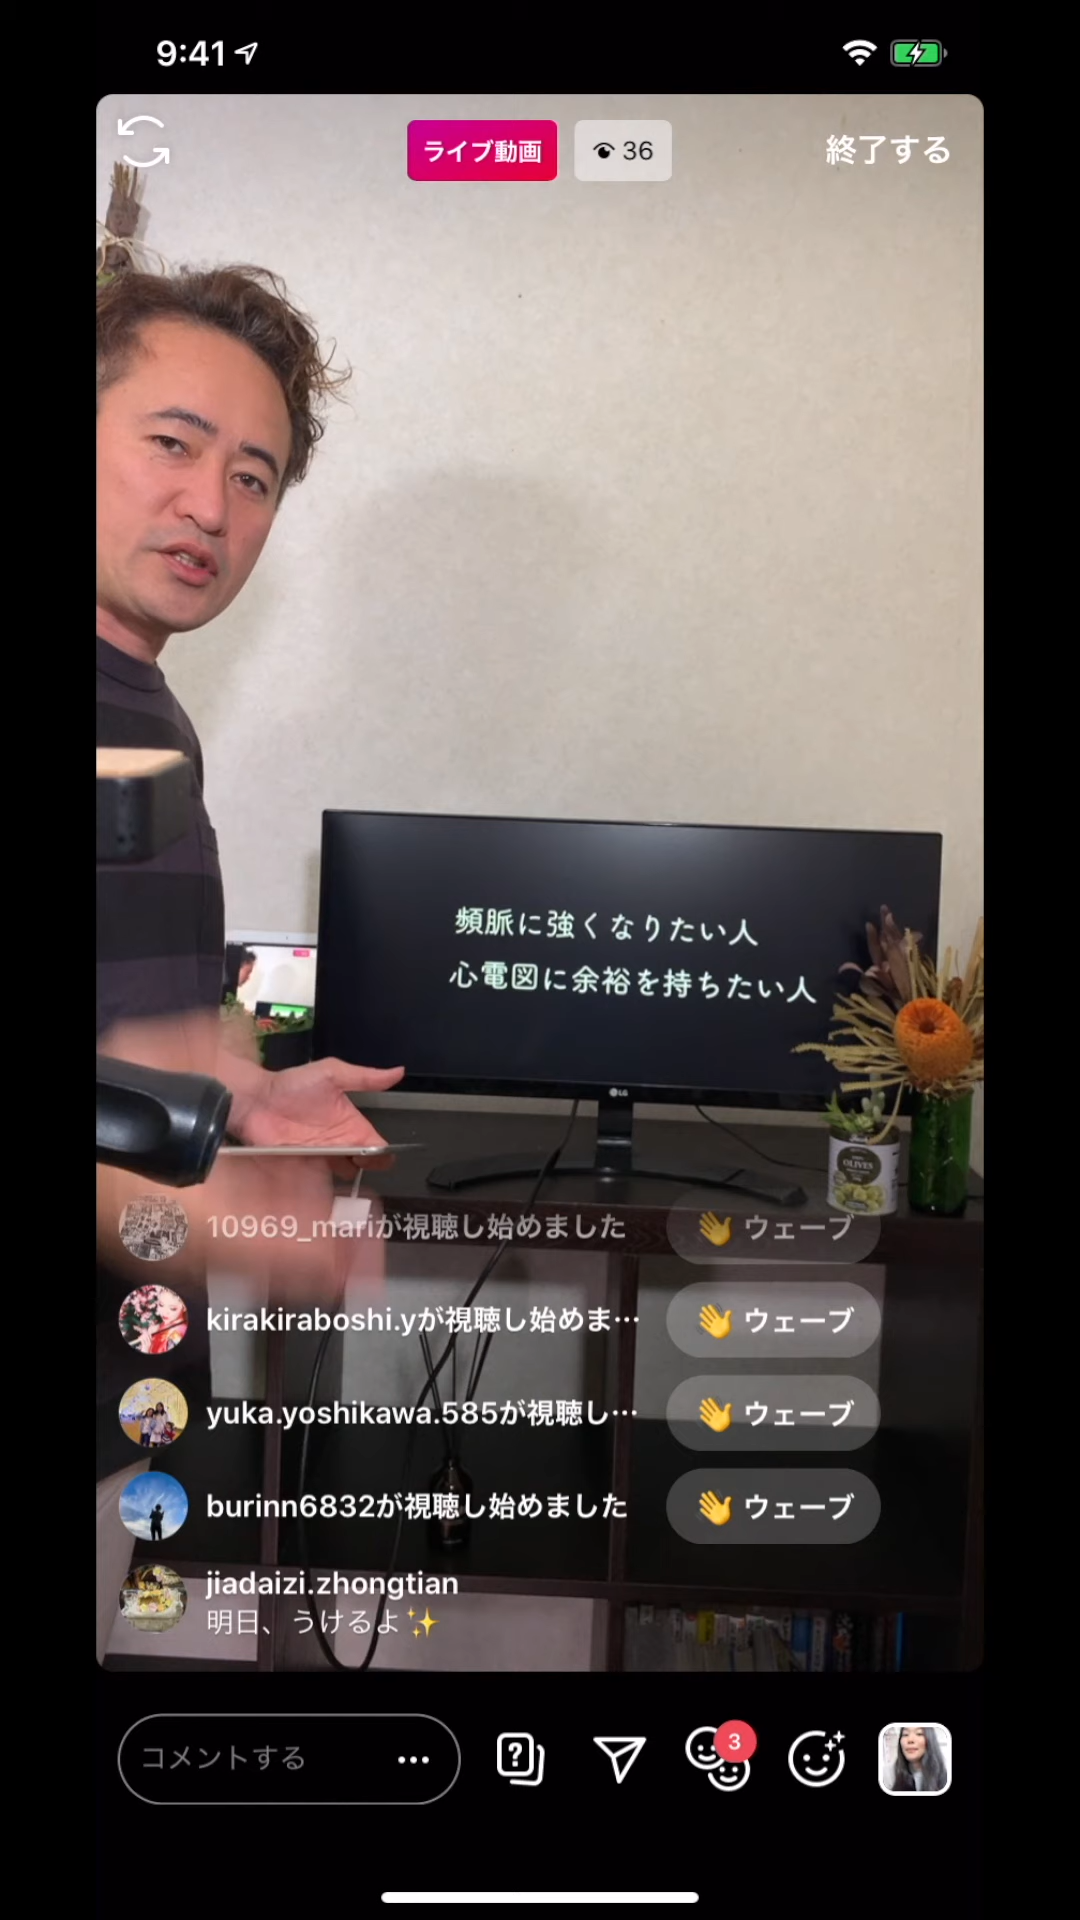 9:41
ライブ動画
36
終了する
頻脈に強くなりたい人
心電図に余裕を持ちたい人
LG
OLIVES
10969_mariが視聴し始めました
👋 ウェーブ
kirakiraboshi.yが視聴し始めま…
👋 ウェーブ
yuka.yoshikawa.585が視聴し…
👋 ウェーブ
burinn6832が視聴し始めました
👋 ウェーブ
jiadaizi.zhongtian
明日、うけるよ✨
コメントする
3